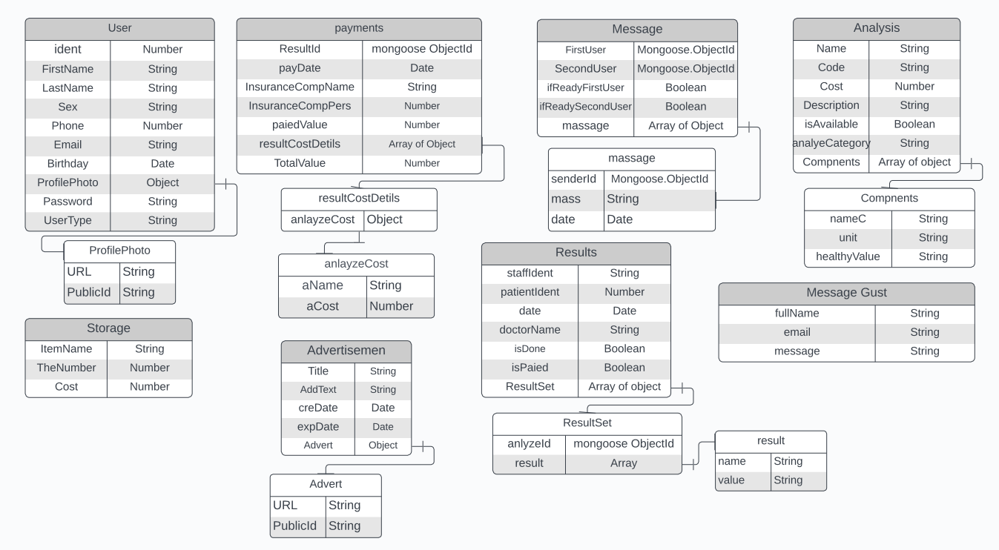 User
ident Number
FirstName String
LastName String
Sex String
Phone Number
Email String
Birthday Date
ProfilePhoto Object
Password String
UserType String
ProfilePhoto
URL String
PublicId String
Storage
ItemName String
TheNumber Number
Cost Number
payments
ResultId mongoose ObjectId
payDate Date
InsuranceCompName String
InsuranceCompPers Number
paiedValue Number
resultCostDetils Array of Object
TotalValue Number
resultCostDetils
anlayzeCost Object
anlayzeCost
aName String
aCost Number
Advertisemen
Title String
AddText String
creDate Date
expDate Date
Advert Object
Advert
URL String
PublicId String
Message
FirstUser Mongoose.ObjectId
SecondUser Mongoose.ObjectId
ifReadyFirstUser Boolean
ifReadySecondUser Boolean
massage Array of Object
massage
senderId Mongoose.ObjectId
mass String
date Date
Results
staffIdent String
patientIdent Number
date Date
doctorName String
isDone Boolean
isPaied Boolean
ResultSet Array of object
ResultSet
anlyzeId mongoose ObjectId
result Array
result
name String
value String
Analysis
Name String
Code String
Cost Number
Description String
isAvailable Boolean
analyeCategory String
Compnents Array of object
Compnents
nameC String
unit String
healthyValue String
Message Gust
fullName String
email String
message String